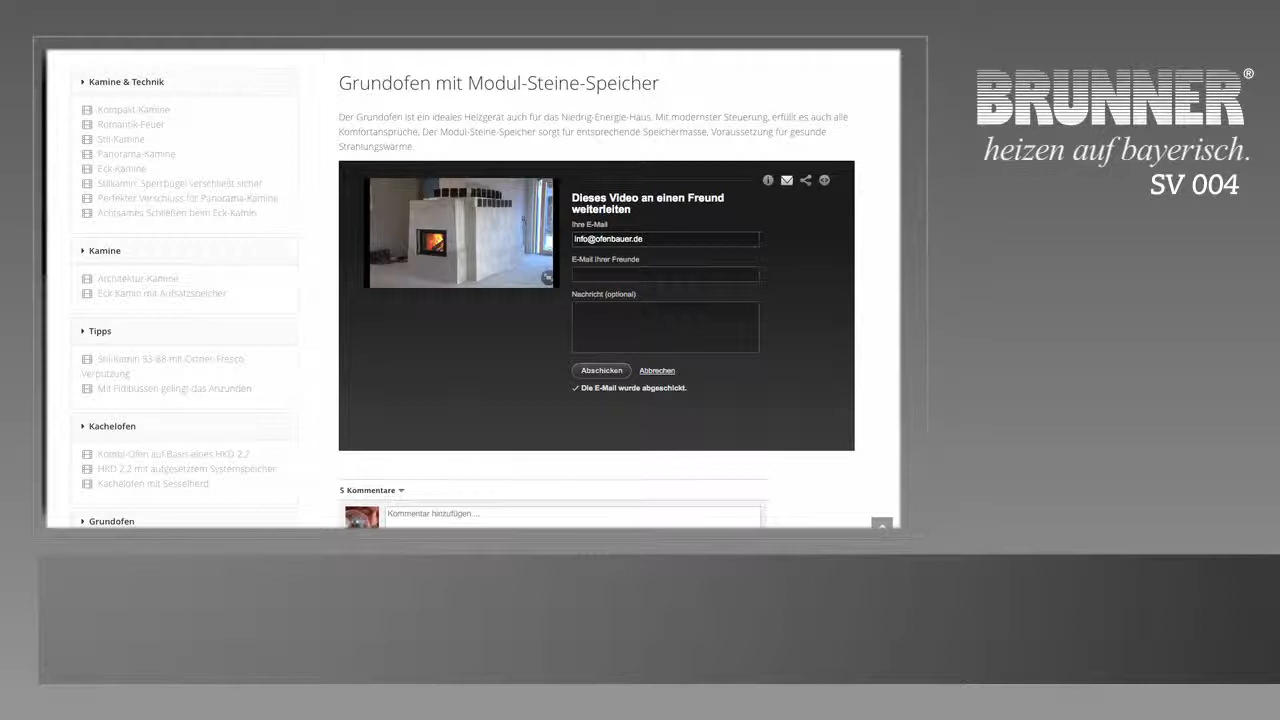 BRUNNER®
heizen auf bayerisch.
SV 004
Kamine & Technik
Kompakt-Kamine
Romantik-Feuer
Stil-Kamine
Panorama-Kamine
Eck-Kamine
Stilkamin: Sperrbügel verschließt sicher
Perfekter Verschluss für Panorama-Kamine
Achtsames Schließen beim Eck-Kamin
Kamine
Architektur-Kamine
Eck Kamin mit Aufsatzspeicher
Tipps
Stil-Kamin 53-88 mit Ortner Fresco
Verputzung
Mit Fidibussen gelingt das Anzünden
Kachelofen
Kombi-Ofen auf Basis eines HKD 2,2
HKD 2,2 mit aufgesetztem Systemspeicher
Kachelofen mit Sesselherd
Grundofen
Grundofen mit Modul-Steine-Speicher
Der Grundofen ist ein ideales Heizgerät auch für das Niedrig-Energie-Haus. Mit modernster Steuerung, erfüllt es auch alle
Komfortansprüche. Der Modul-Steine-Speicher sorgt für entsprechende Speichermasse, Voraussetzung für gesunde
Strahlungswärme.
Dieses Video an einen Freund
weiterleiten
Ihre E-Mail
info@ofenbauer.de
E-Mail Ihrer Freunde
Nachricht (optional)
Abschicken Abbrechen
Die E-Mail wurde abgeschickt.
5 Kommentare
Kommentar hinzufügen....